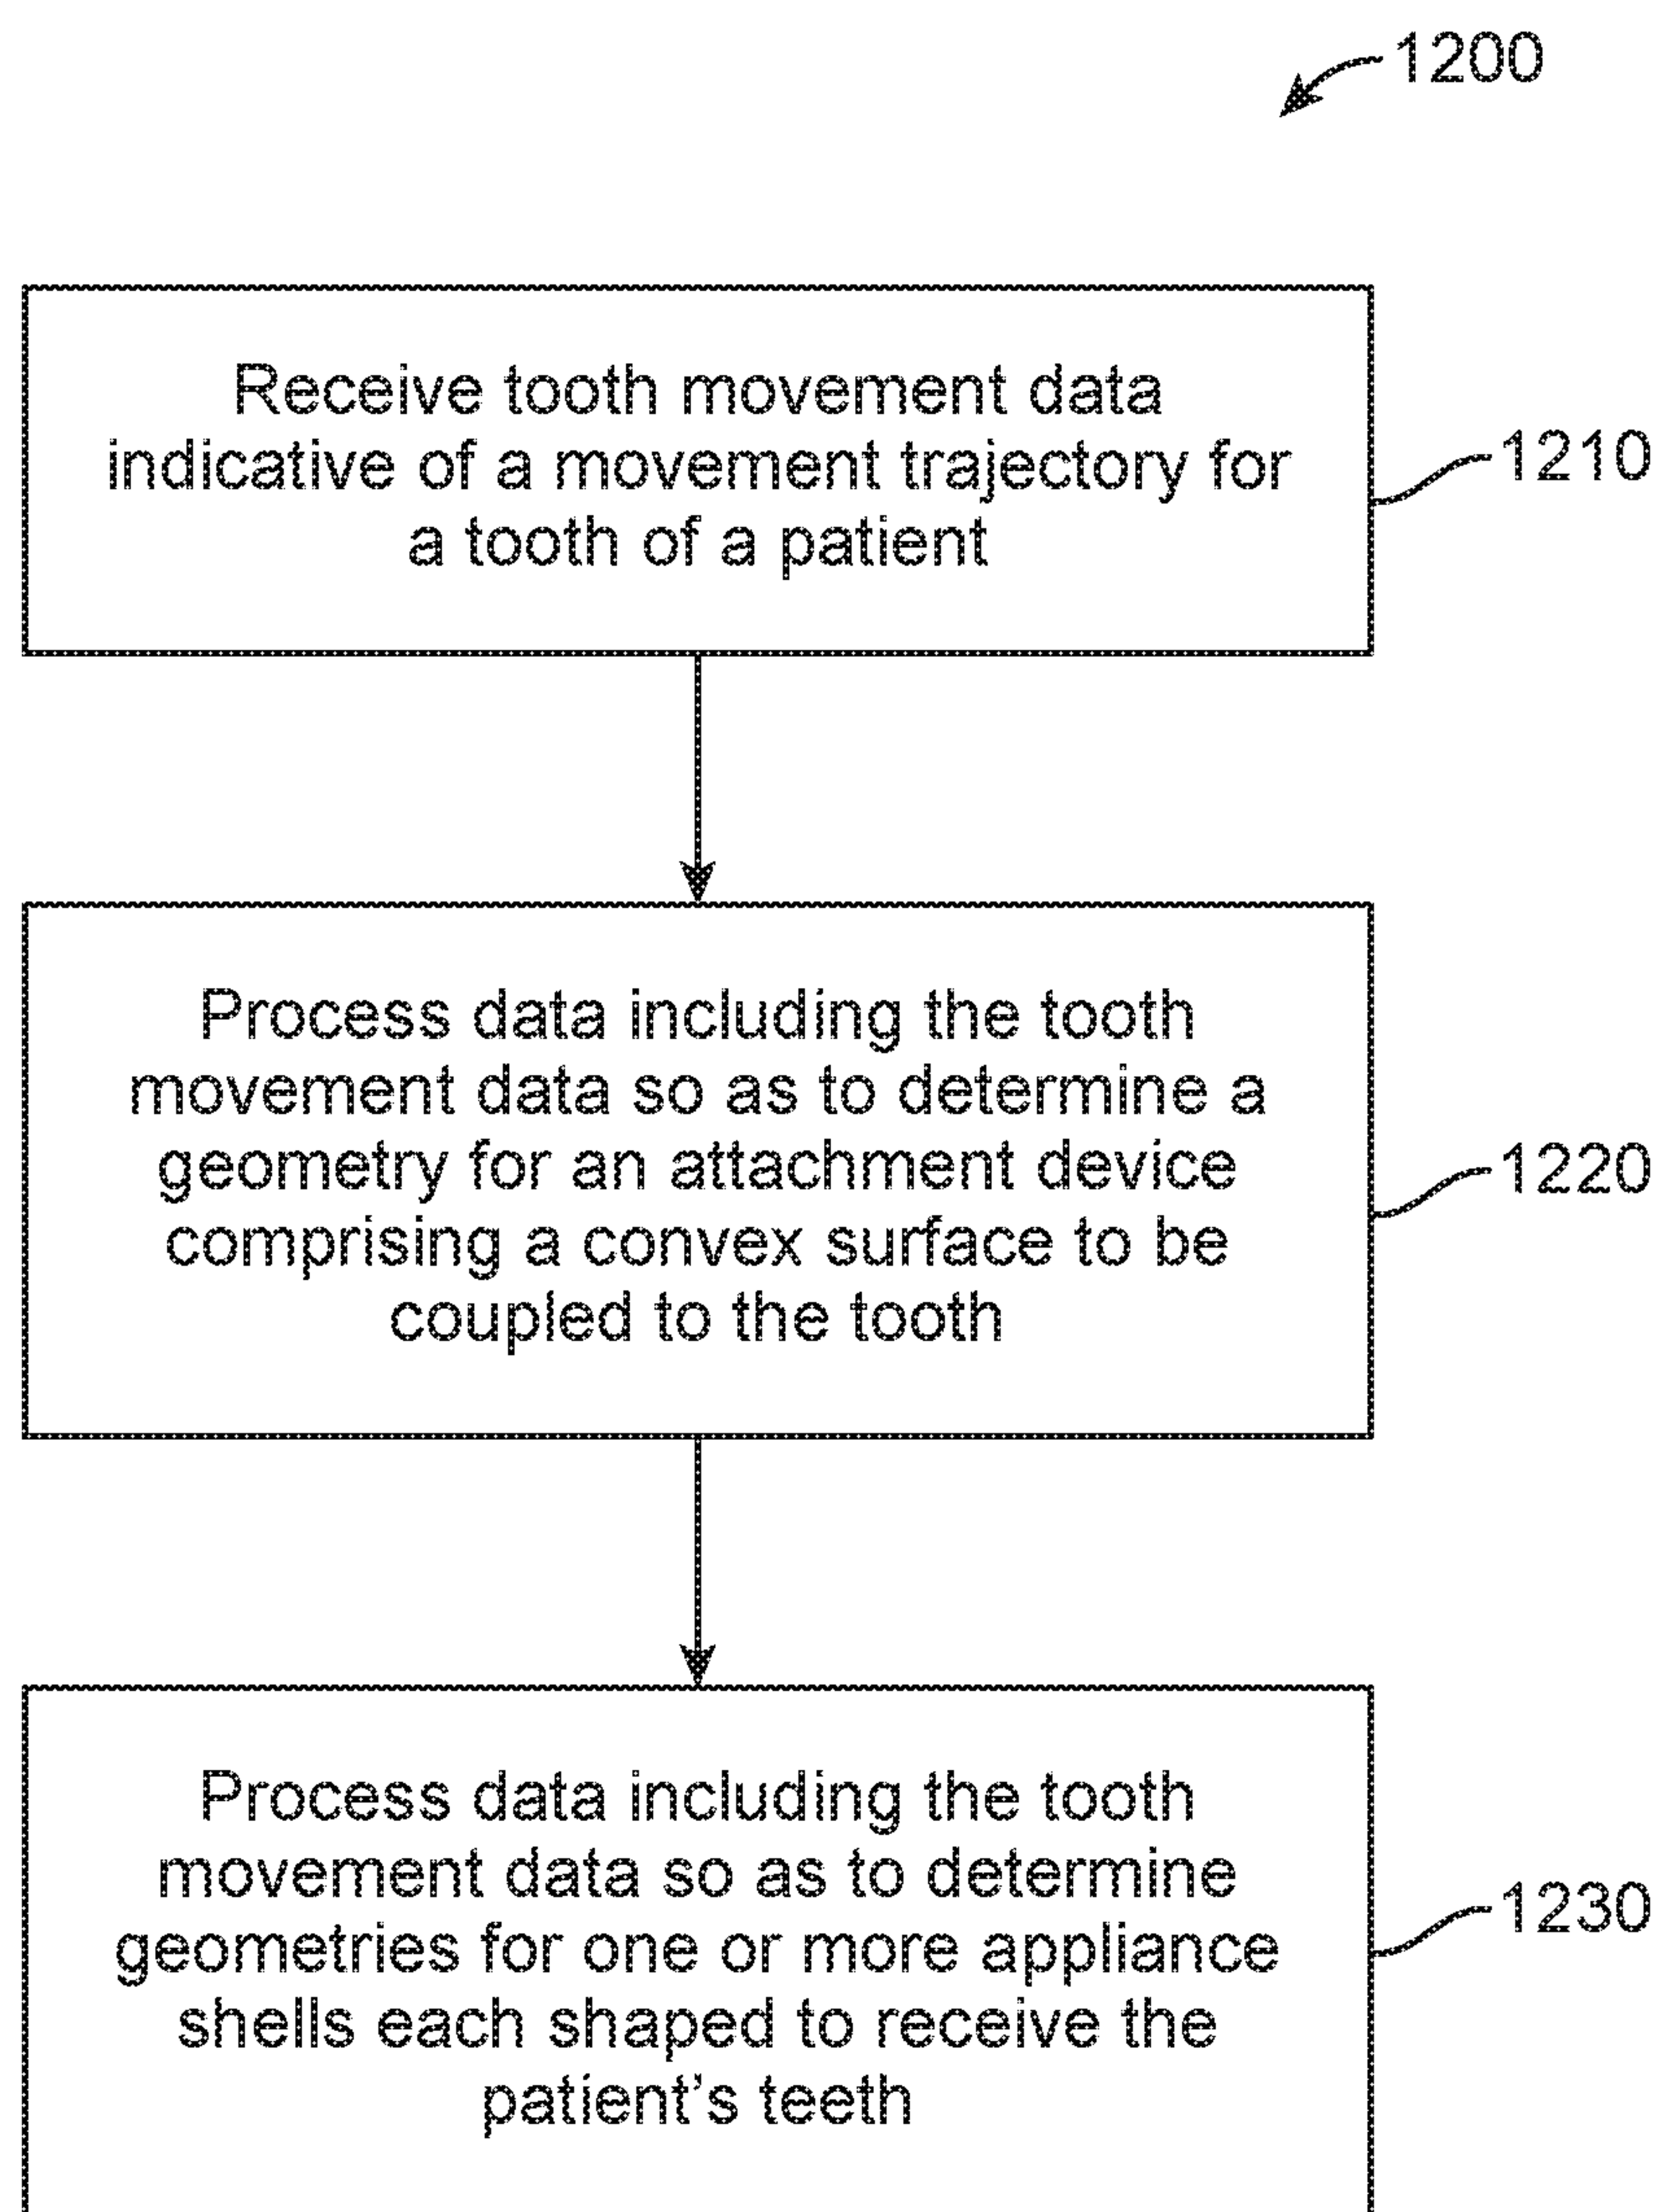 1200
Receive tooth movement data
indicative of a movement trajectory for
a tooth of a patient
1210
Process data including the tooth
movement data so as to determine a
geometry for an attachment device
comprising a convex surface to be
coupled to the tooth
1220
Process data including the tooth
movement data so as to determine
geometries for one or more appliance
shells each shaped to receive the
patient's teeth
1230